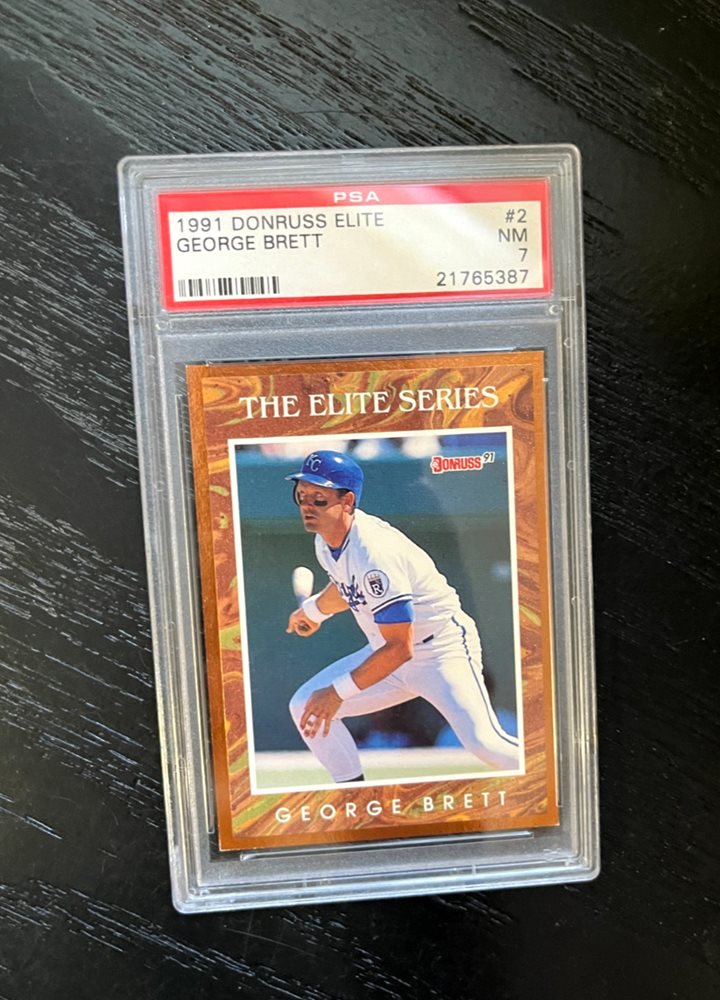 PSA
1991 DONRUSS ELITE #2
GEORGE BRETT NM
7
21765387
THE ELITE SERIES
DONRUSS 91
KC
R
GEORGE BRETT